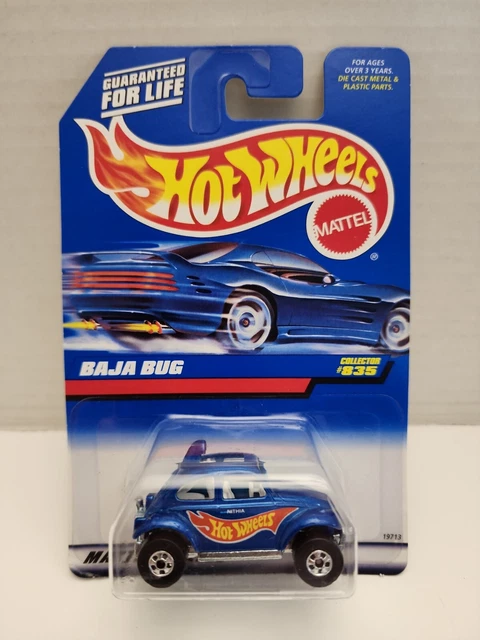 GUARANTEED
FOR LIFE
FOR AGES
OVER 3 YEARS.
DIE CAST METAL &
PLASTIC PARTS.
HOT WHEELS
MATTEL
®
BAJA BUG
COLLECTOR
#835
HOT WHEELS
19713